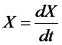 X = dX/dt